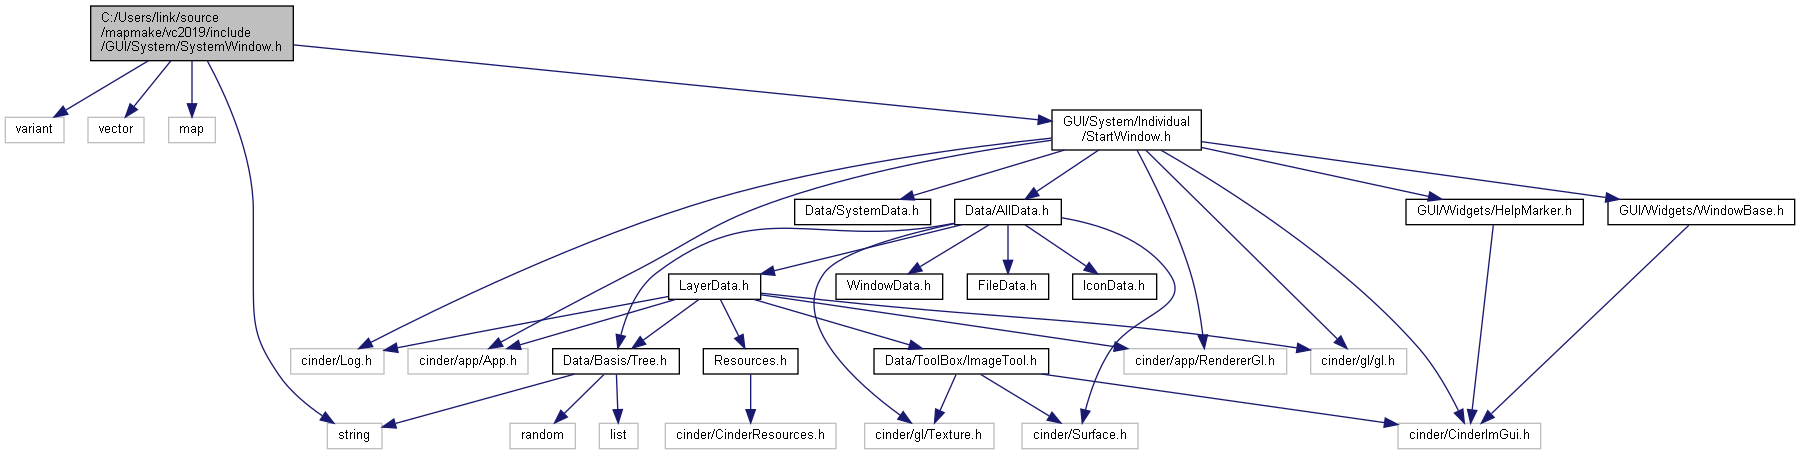 C:/Users/link/source
/mapmake/vc2019/include
/GUI/System/SystemWindow.h
variant
vector
map
GUI/System/Individual
/StartWindow.h
Data/SystemData.h
Data/AllData.h
GUI/Widgets/HelpMarker.h
GUI/Widgets/WindowBase.h
LayerData.h
WindowData.h
FileData.h
IconData.h
cinder/Log.h
cinder/app/App.h
Data/Basis/Tree.h
Resources.h
Data/ToolBox/ImageTool.h
cinder/app/RendererGl.h
cinder/gl/gl.h
string
random
list
cinder/CinderResources.h
cinder/gl/Texture.h
cinder/Surface.h
cinder/CinderImGui.h